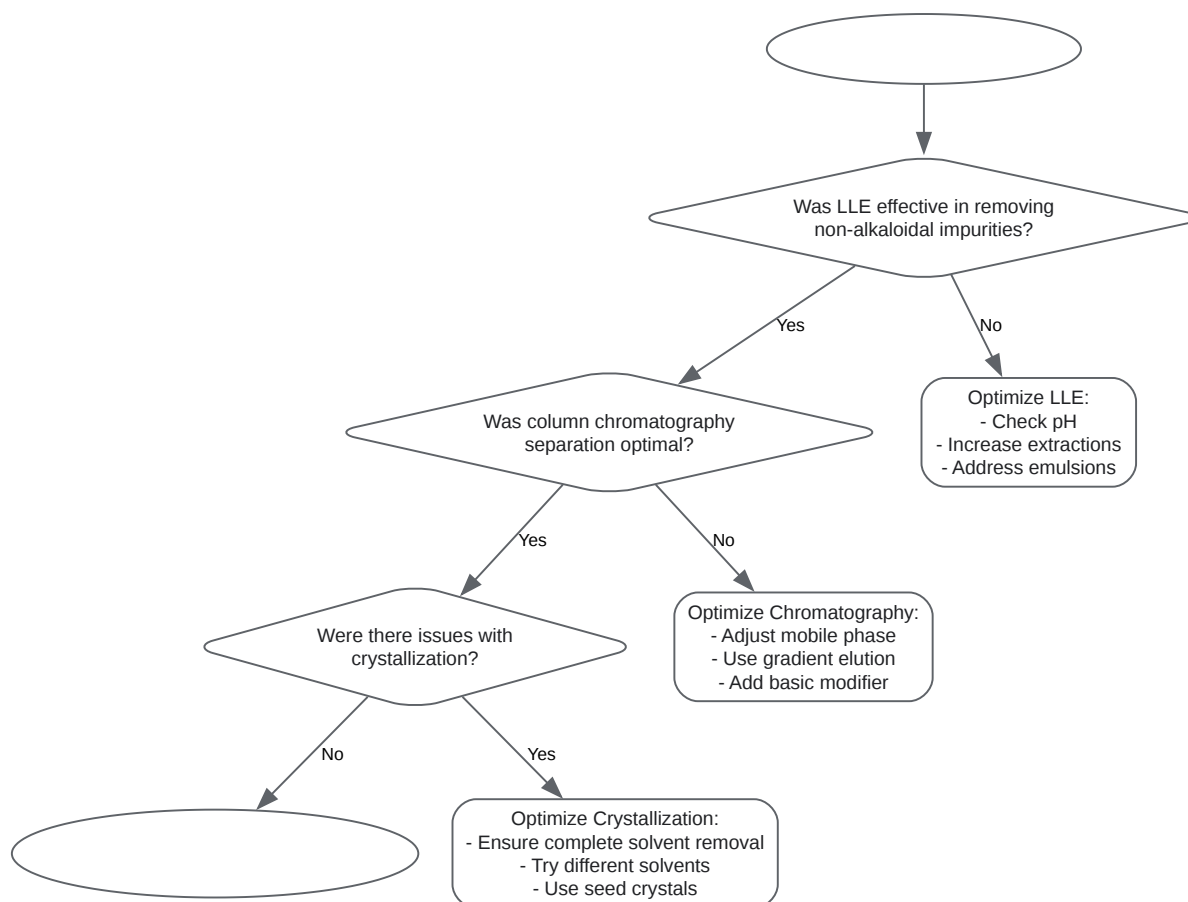 Was LLE effective in removing
non-alkaloidal impurities?
Yes
No
Optimize LLE:
- Check pH
- Increase extractions
- Address emulsions
Was column chromatography
separation optimal?
Yes
No
Optimize Chromatography:
- Adjust mobile phase
- Use gradient elution
- Add basic modifier
Were there issues with
crystallization?
No
Yes
Optimize Crystallization:
- Ensure complete solvent removal
- Try different solvents
- Use seed crystals